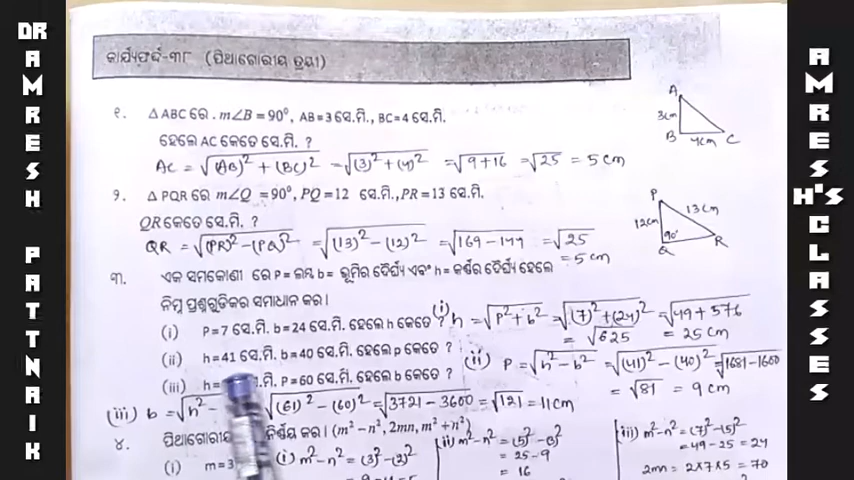 DR AMRESH PATTNAIK
AMRESH'S CLASSES
କାର୍ଯ୍ୟଫର୍ଦ୍ଦ-୩୮ (ପିଥାଗୋରୀୟ ତ୍ରୟୀ)
୧. △ ABC ରେ . m∠B = 90⁰, AB=3 ସେ.ମି., BC=4 ସେ.ମି.
ହେଲେ AC କେତେ ସେ.ମି. ?
AC = √(AB)² + (BC)² = √(3)² + (4)² = √9+16 = √25 = 5 cm
A
3cm
B 4cm C
୨. △ PQR ରେ m∠Q = 90⁰, PQ=12 ସେ.ମି.,PR=13 ସେ.ମି.
QR କେତେ ସେ.ମି. ?
QR = √(PR)² - (PQ)² = √(13)² - (12)² = √169 - 144 = √25
= 5 cm
P
13cm
12cm
90°
Q R
୩. ଏକ ସମକୋଣୀ ରେ P = ଲମ୍ବ b = ଭୂମିର ଦୈର୍ଘ୍ୟ ଏବଂ h = କର୍ଣ୍ଣର ଦୈର୍ଘ୍ୟ ହେଲେ
ନିମ୍ନ ପ୍ରଶ୍ନଗୁଡିକର ସମାଧାନ କର।
(i) P=7 ସେ.ମି. b=24 ସେ.ମି. ହେଲେ h କେତେ ?
(i) h = √P² + b² = √(7)² + (24)² = √49 + 576
= √625 = 25 cm
(ii) h=41 ସେ.ମି. b=40 ସେ.ମି. ହେଲେ p କେତେ ?
(ii) P = √h² - b² = √(41)² - (40)² = √1681-1600
= √81 = 9 cm
(iii) h= ସେ.ମି. P=60 ସେ.ମି. ହେଲେ b କେତେ ?
(iii) b = √h² - √(61)² - (60)² = √3721 - 3600 = √121 = 11cm
୪. ପିଥାଗୋରୀୟ ନିର୍ଣ୍ଣୟ କର। (m² - n², 2mn, m² + n²)
(i) m=3
(i) m² - n² = (3)² - (2)²
(ii) m² - n² = (5)² - (3)²
= 25 - 9
= 16
(iii) m² - n² = (7)² - (5)²
= 49 - 25 = 24
2mn = 2×7×5 = 70